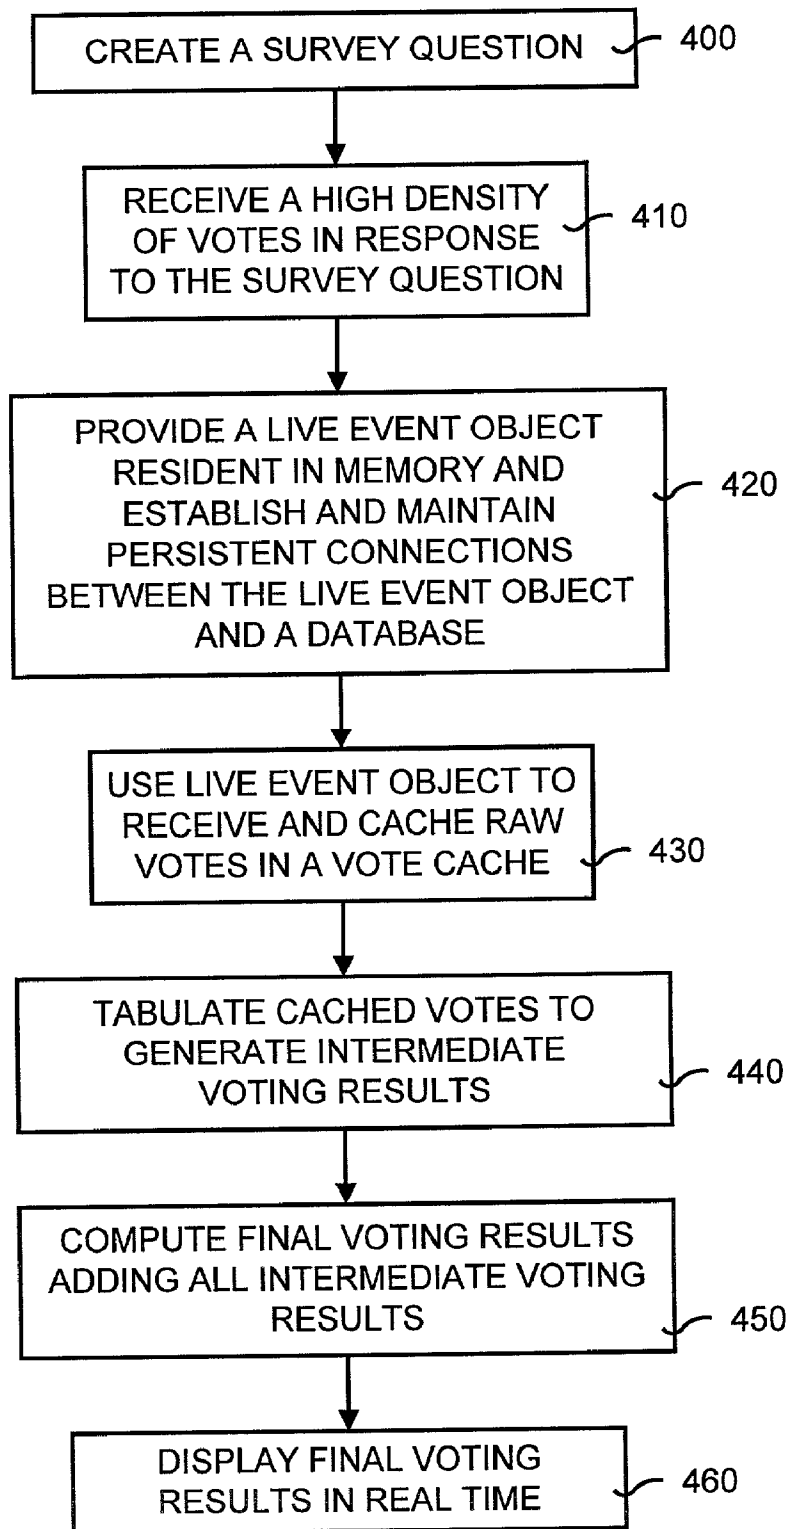 CREATE A SURVEY QUESTION
400
RECEIVE A HIGH DENSITY
OF VOTES IN RESPONSE
TO THE SURVEY QUESTION
410
PROVIDE A LIVE EVENT OBJECT
RESIDENT IN MEMORY AND
ESTABLISH AND MAINTAIN
PERSISTENT CONNECTIONS
BETWEEN THE LIVE EVENT OBJECT
AND A DATABASE
420
USE LIVE EVENT OBJECT TO
RECEIVE AND CACHE RAW
VOTES IN A VOTE CACHE
430
TABULATE CACHED VOTES TO
GENERATE INTERMEDIATE
VOTING RESULTS
440
COMPUTE FINAL VOTING RESULTS
ADDING ALL INTERMEDIATE VOTING
RESULTS
450
DISPLAY FINAL VOTING
RESULTS IN REAL TIME
460